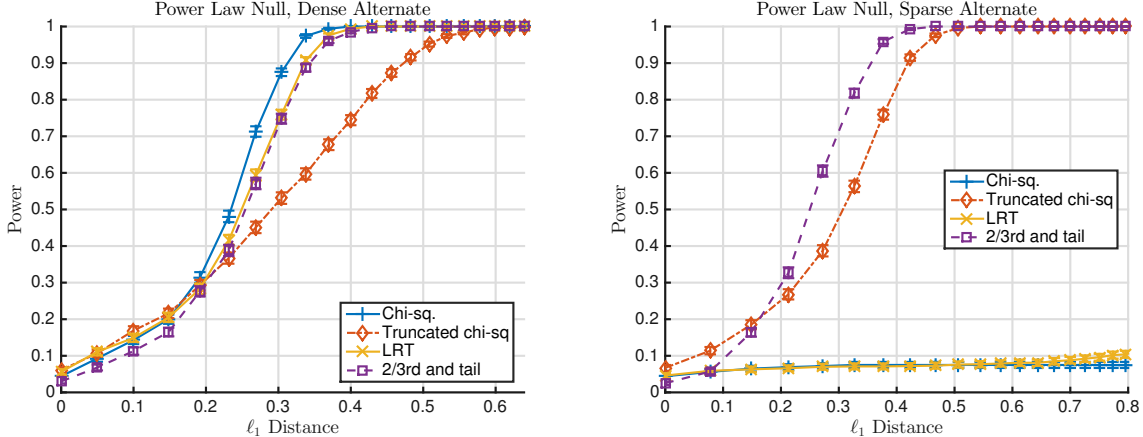 Power Law Null, Dense Alternate
1
0.9
0.8
0.7
0.6
0.5
0.4
0.3
0.2
0.1
0
Power
Chi-sq.
Truncated chi-sq
LRT
2/3rd and tail
0 0.1 0.2 0.3 0.4 0.5 0.6
ℓ1 Distance
Power Law Null, Sparse Alternate
1
0.9
0.8
0.7
0.6
0.5
0.4
0.3
0.2
0.1
0
Power
Chi-sq.
Truncated chi-sq
LRT
2/3rd and tail
0 0.1 0.2 0.3 0.4 0.5 0.6 0.7 0.8
ℓ1 Distance